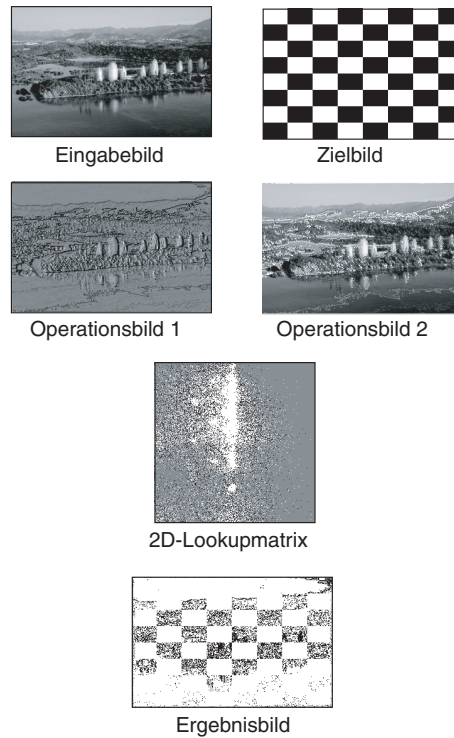 Eingabebild
Zielbild
Operationsbild 1
Operationsbild 2
2D-Lookupmatrix
Ergebnisbild